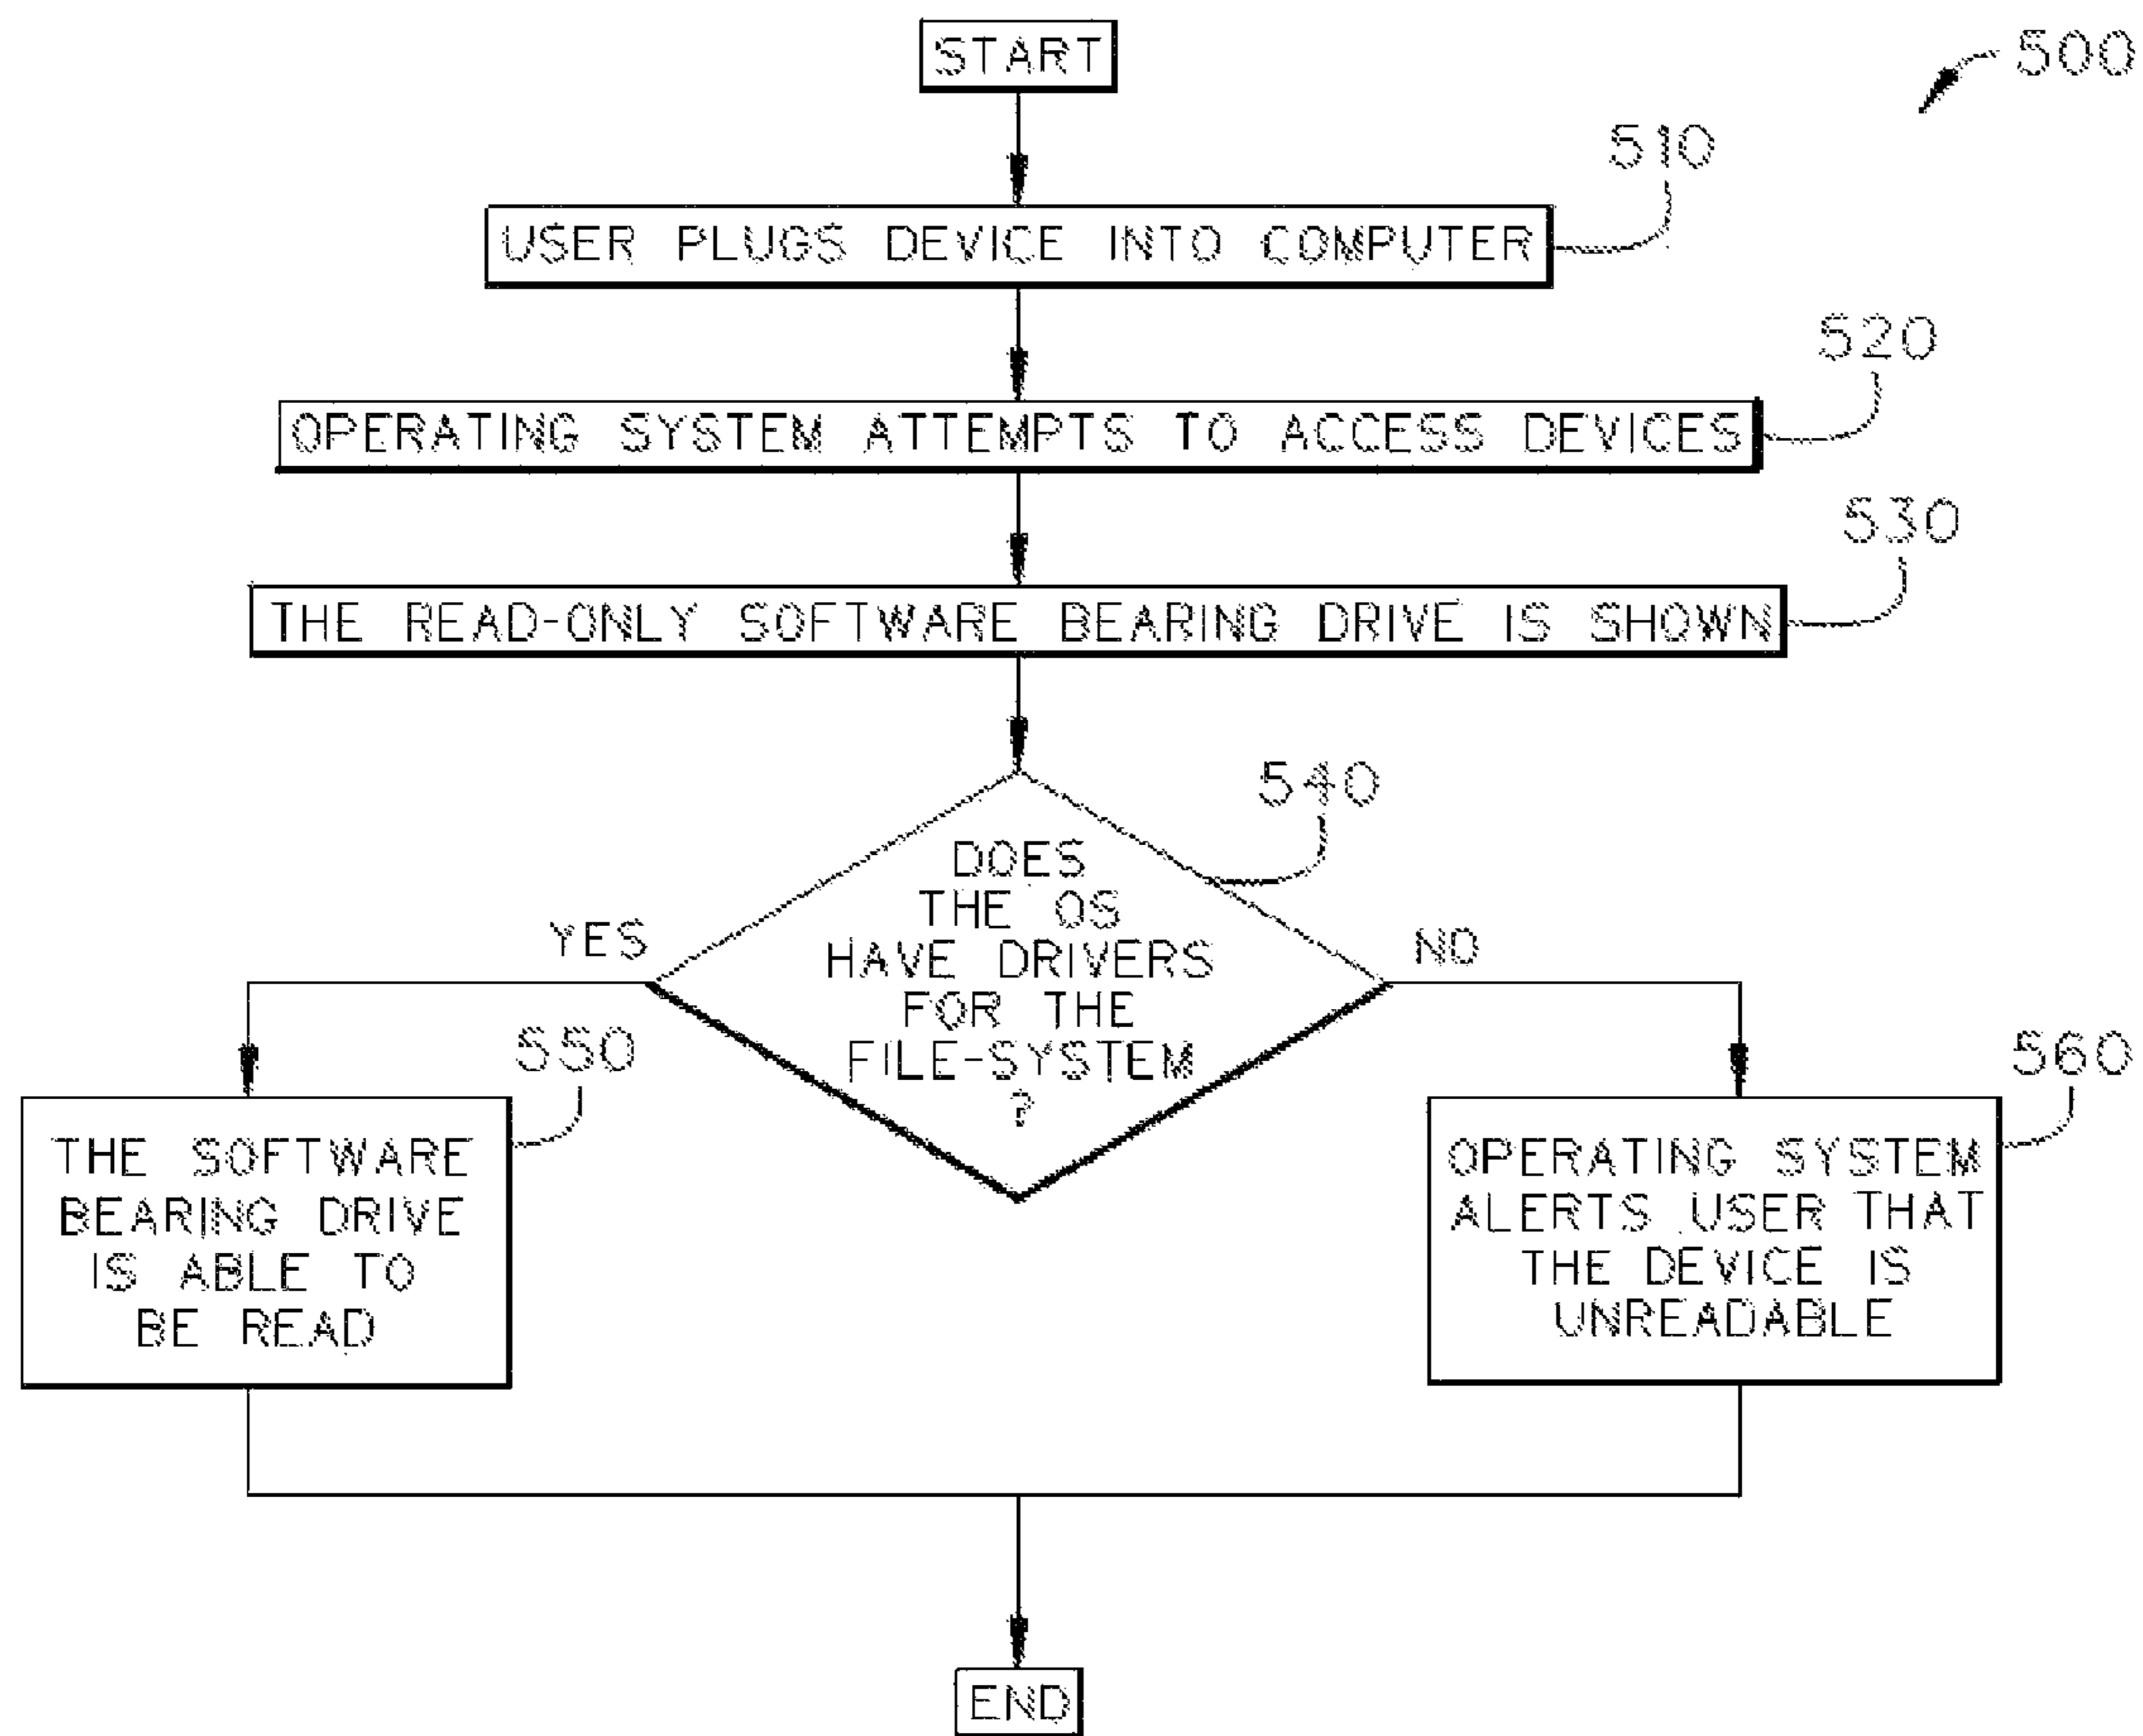 START
500
510
USER PLUGS DEVICE INTO COMPUTER
520
OPERATING SYSTEM ATTEMPTS TO ACCESS DEVICES
530
THE READ-ONLY SOFTWARE BEARING DRIVE IS SHOWN
540
DOES
THE OS
HAVE DRIVERS
FOR THE
FILE-SYSTEM
?
YES
NO
550
THE SOFTWARE
BEARING DRIVE
IS ABLE TO
BE READ
560
OPERATING SYSTEM
ALERTS USER THAT
THE DEVICE IS
UNREADABLE
END